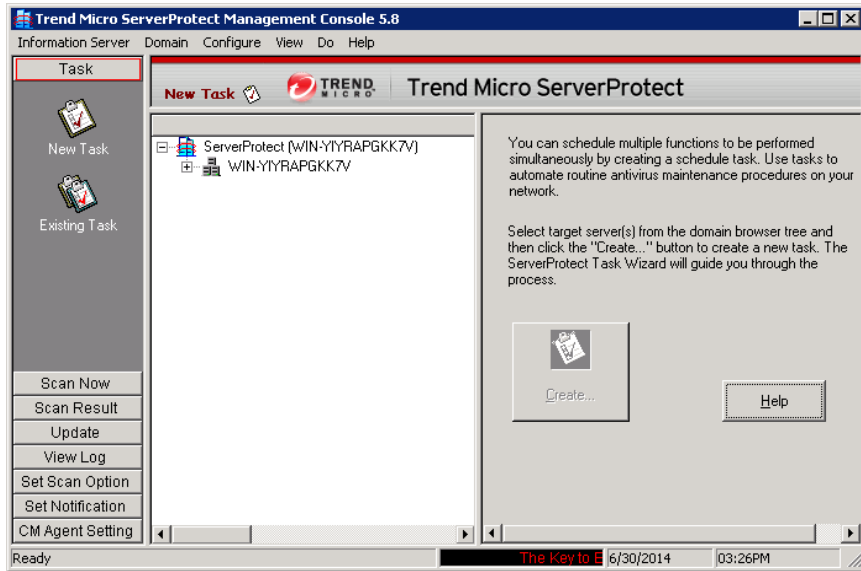 Trend Micro ServerProtect Management Console 5.8
Information Server Domain Configure View Do Help
Task
New Task
Existing Task
Scan Now
Scan Result
Update
View Log
Set Scan Option
Set Notification
CM Agent Setting
New Task
TREND MICRO
Trend Micro ServerProtect
ServerProtect (WIN-YIYRAPGKK7V)
WIN-YIYRAPGKK7V
You can schedule multiple functions to be performed
simultaneously by creating a schedule task. Use tasks to
automate routine antivirus maintenance procedures on your
network.
Select target server(s) from the domain browser tree and
then click the "Create..." button to create a new task. The
ServerProtect Task Wizard will guide you through the
process.
Create...
Help
Ready
The Key to E
6/30/2014
03:26PM